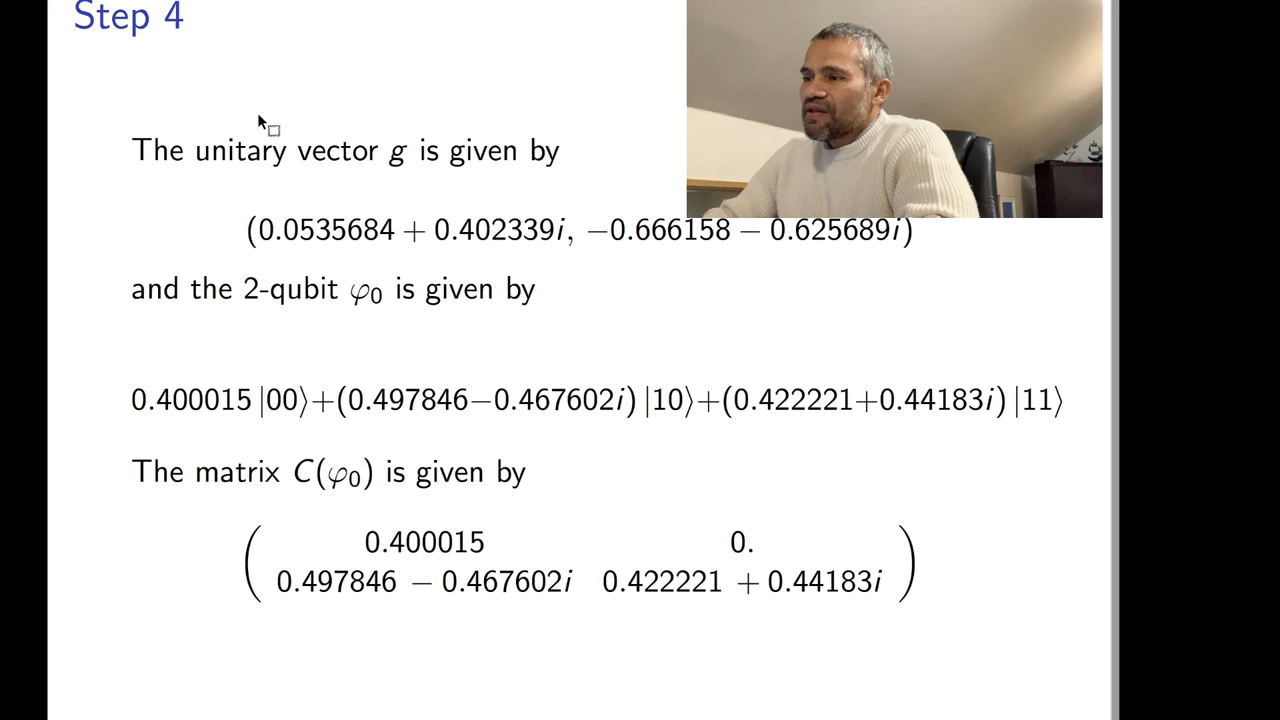 Step 4
The unitary vector g is given by
(0.0535684 + 0.402339i, −0.666158 − 0.625689i)
and the 2-qubit φ₀ is given by
0.400015 |00⟩+(0.497846−0.467602i) |10⟩+(0.422221+0.44183i) |11⟩
The matrix C(φ₀) is given by
0.400015 0.
0.497846 − 0.467602i 0.422221 + 0.44183i